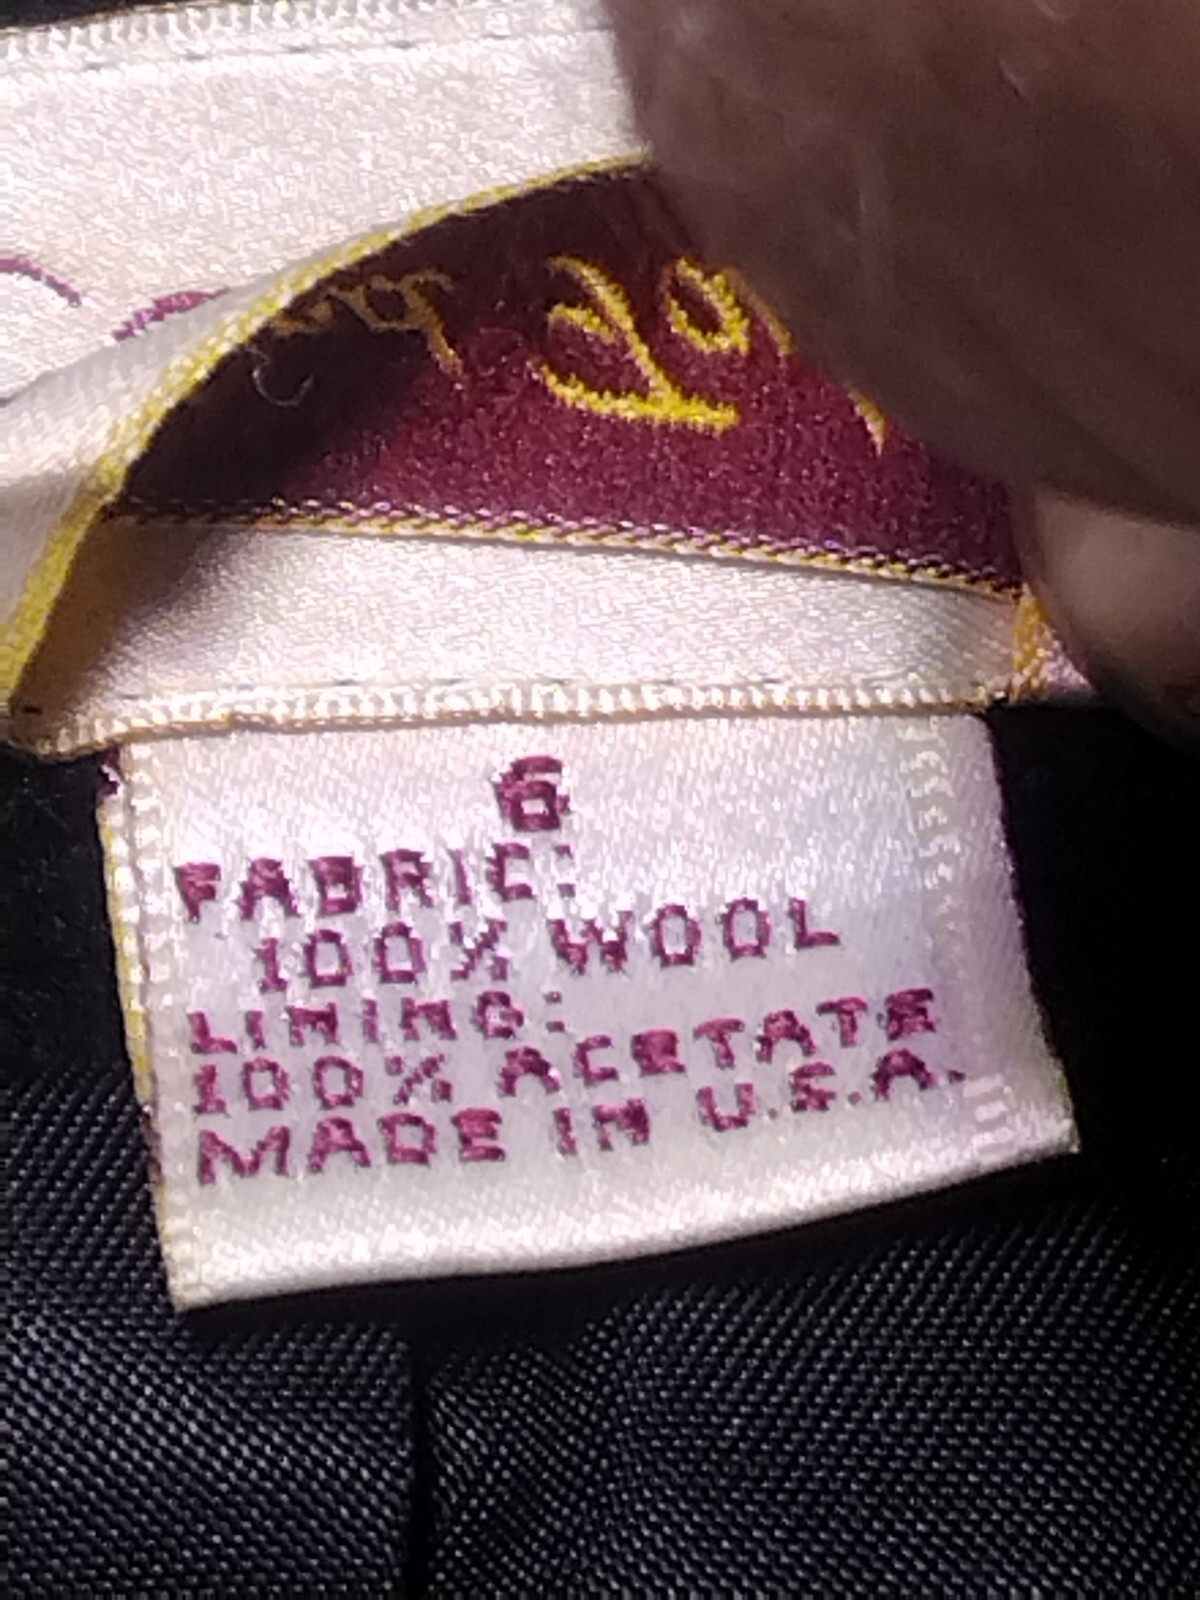 6
FABRIC:
100% WOOL
LINING:
100% ACETATE
MADE IN U.S.A.